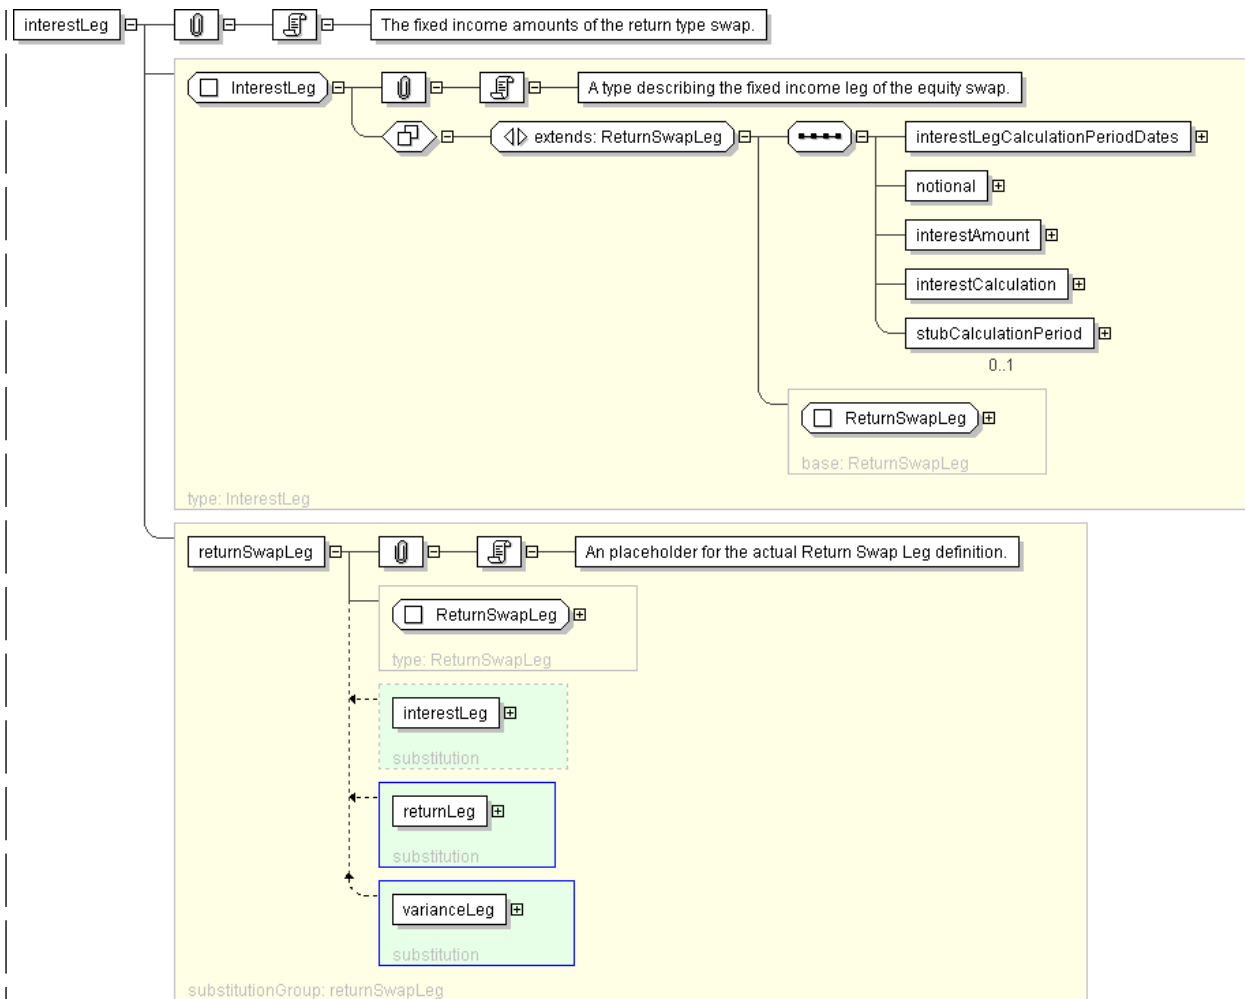 interestLeg
The fixed income amounts of the return type swap.
InterestLeg
A type describing the fixed income leg of the equity swap.
extends: ReturnSwapLeg
interestLegCalculationPeriodDates
notional
interestAmount
interestCalculation
stubCalculationPeriod
0..1
ReturnSwapLeg
base: ReturnSwapLeg
type: InterestLeg
returnSwapLeg
An placeholder for the actual Return Swap Leg definition.
ReturnSwapLeg
type: ReturnSwapLeg
interestLeg
substitution
returnLeg
substitution
varianceLeg
substitution
substitutionGroup: returnSwapLeg